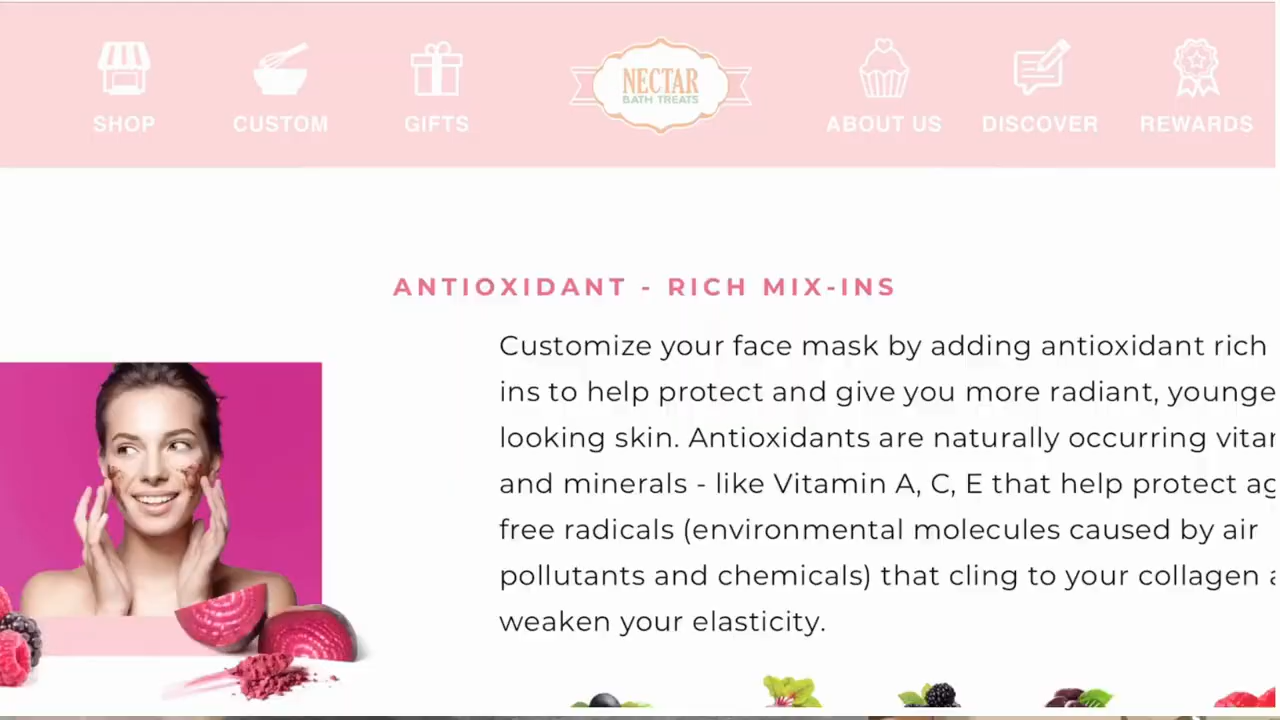 SHOP
CUSTOM
GIFTS
NECTAR
BATH TREATS
ABOUT US
DISCOVER
REWARDS
ANTIOXIDANT - RICH MIX-INS
Customize your face mask by adding antioxidant rich
ins to help protect and give you more radiant,
looking skin. Antioxidants are naturally occurring
and minerals - like Vitamin A, C, E that help protect
free radicals (environmental molecules caused by air
pollutants and chemicals) that cling to your collagen
weaken your elasticity.